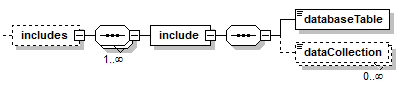 databaseTable
includes
include
dataCollection
1..∞
0..∞